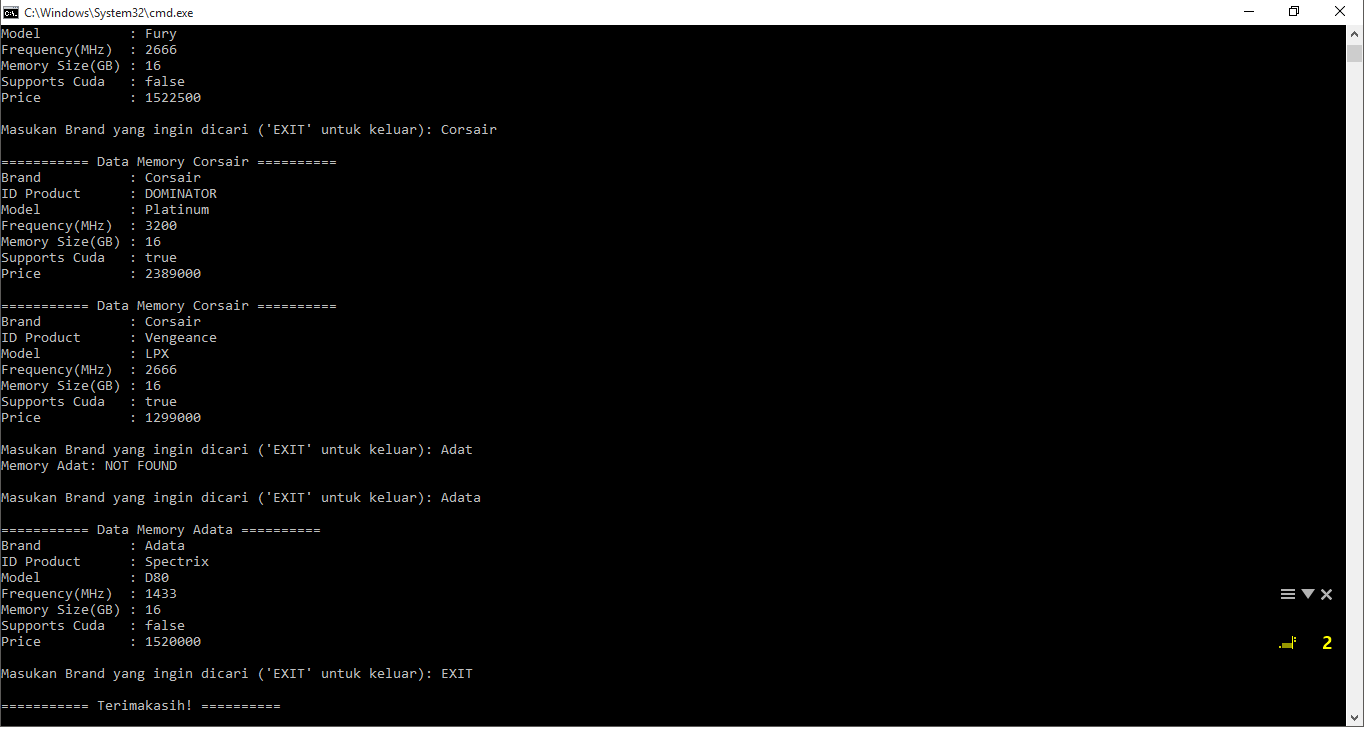 C:\Windows\System32\cmd.exe
Model           : Fury
Frequency(MHz)  : 2666
Memory Size(GB) : 16
Supports Cuda   : false
Price           : 1522500

Masukan Brand yang ingin dicari ('EXIT' untuk keluar): Corsair

=========== Data Memory Corsair ==========
Brand           : Corsair
ID Product      : DOMINATOR
Model           : Platinum
Frequency(MHz)  : 3200
Memory Size(GB) : 16
Supports Cuda   : true
Price           : 2389000

=========== Data Memory Corsair ==========
Brand           : Corsair
ID Product      : Vengeance
Model           : LPX
Frequency(MHz)  : 2666
Memory Size(GB) : 16
Supports Cuda   : true
Price           : 1299000

Masukan Brand yang ingin dicari ('EXIT' untuk keluar): Adat
Memory Adat: NOT FOUND

Masukan Brand yang ingin dicari ('EXIT' untuk keluar): Adata

=========== Data Memory Adata ==========
Brand           : Adata
ID Product      : Spectrix
Model           : D80
Frequency(MHz)  : 1433
Memory Size(GB) : 16
Supports Cuda   : false
Price           : 1520000
2

Masukan Brand yang ingin dicari ('EXIT' untuk keluar): EXIT

=========== Terimakasih! ==========